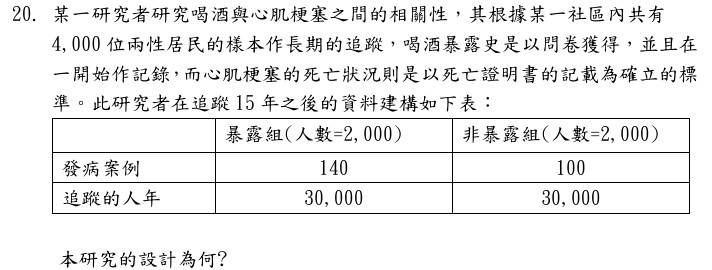 20. 某一研究者研究喝酒與心肌梗塞之間的相關性，其根據某一社區內共有
4,000 位兩性居民的樣本作長期的追蹤，喝酒暴露史是以問卷獲得，並且在
一開始作記錄，而心肌梗塞的死亡狀況則是以死亡證明書的記載為確立的標
準。此研究者在追蹤 15 年之後的資料建構如下表：
暴露組(人數=2,000) 非暴露組(人數=2,000)
發病案例 140 100
追蹤的人年 30,000 30,000
本研究的設計為何?